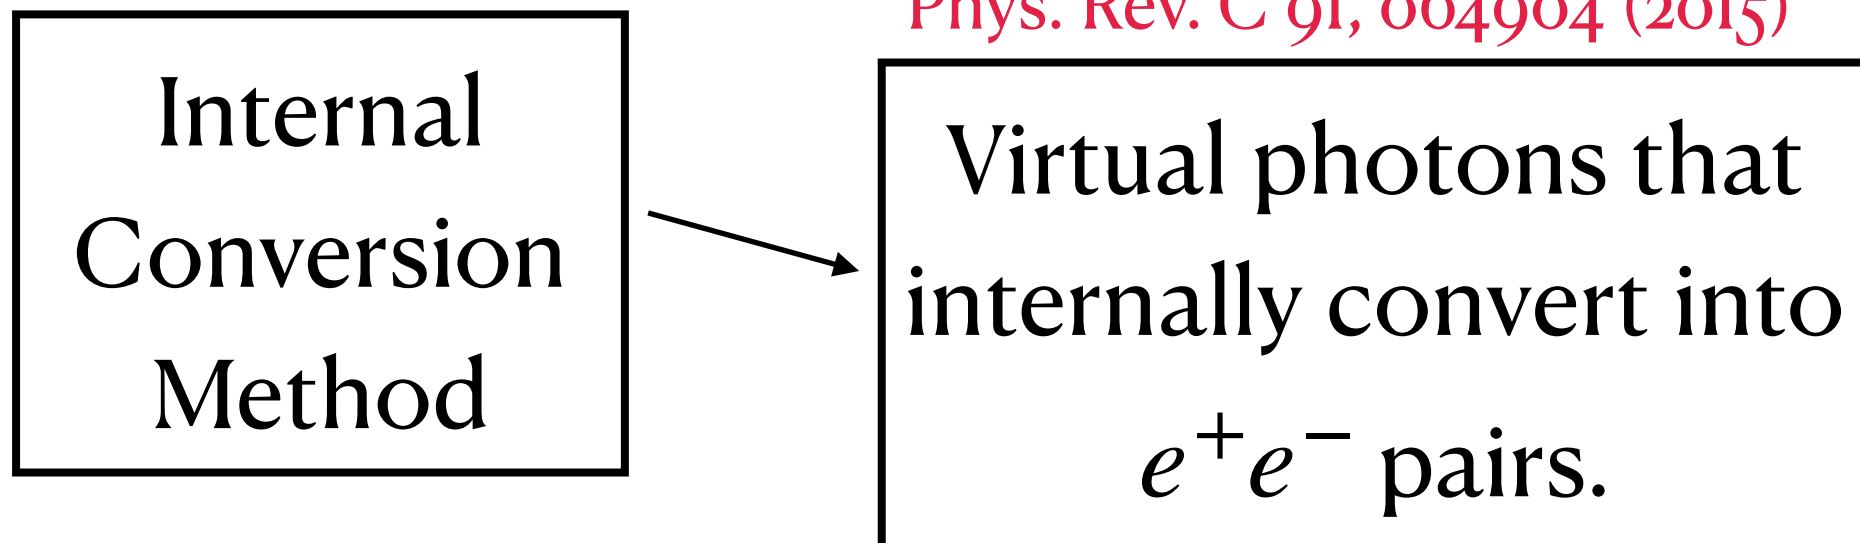 Phys. Rev. C 91, 064904 (2015)
Internal
Conversion
Method
Virtual photons that
internally convert into
e⁺e⁻ pairs.